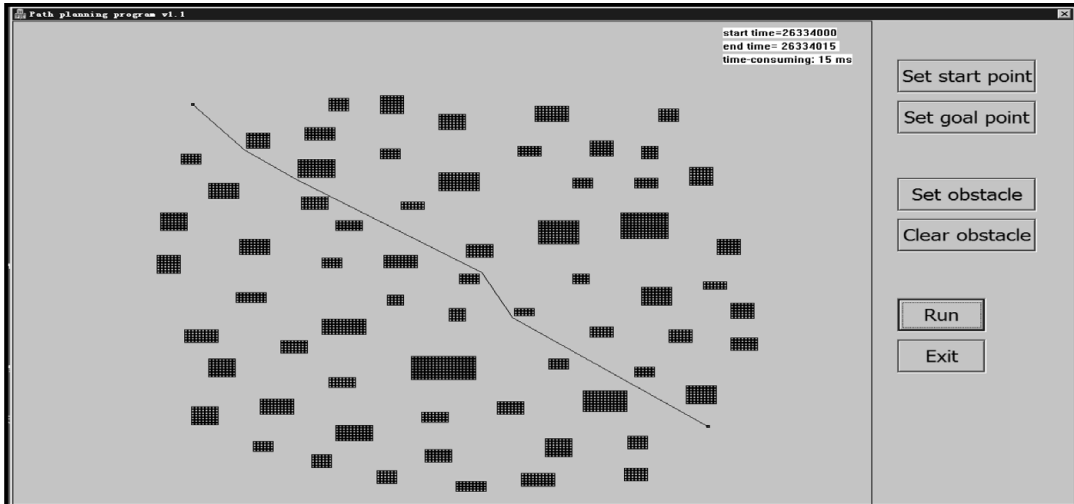 Path planning program v1.1
start time=26334000
end time= 26334015
time-consuming: 15 ms
Set start point
Set goal point
Set obstacle
Clear obstacle
Run
Exit